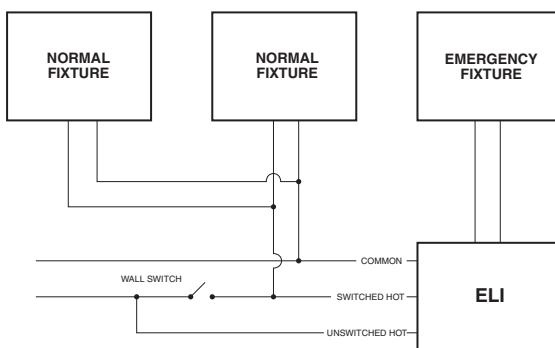 NORMAL
FIXTURE
NORMAL
FIXTURE
EMERGENCY
FIXTURE
COMMON
WALL SWITCH
SWITCHED HOT
ELI
UNSWITCHED HOT